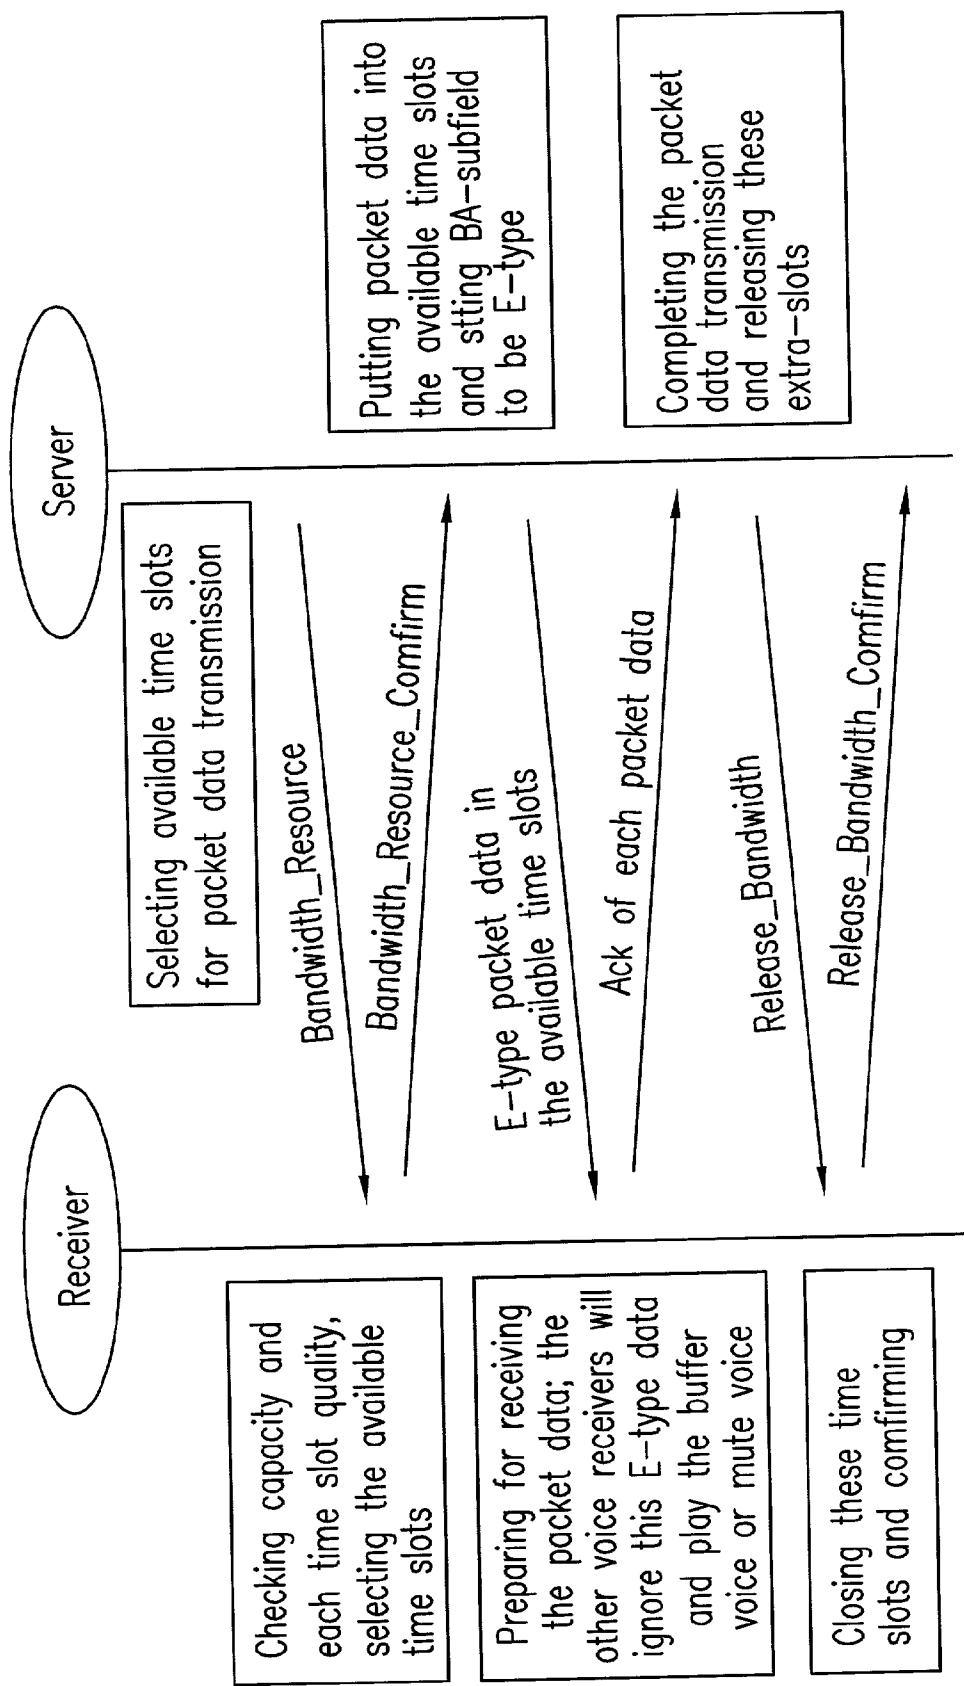 Receiver
Server
Selecting available time slots
for packet data transmission
Checking capacity and
each time slot quality,
selecting the available
time slots
Bandwidth_Resource
Bandwidth_Resource_Comfirm
Putting packet data into
the available time slots
and stting BA-subfield
to be E-type
Preparing for receiving
the packet data; the
other voice receivers will
ignore this E-type data
and play the buffer
voice or mute voice
E-type packet data in
the available time slots
Ack of each packet data
Completing the packet
data transmission
and releasing these
extra-slots
Closing these time
slots and comfirming
Release_Bandwidth
Release_Bandwidth_Comfirm